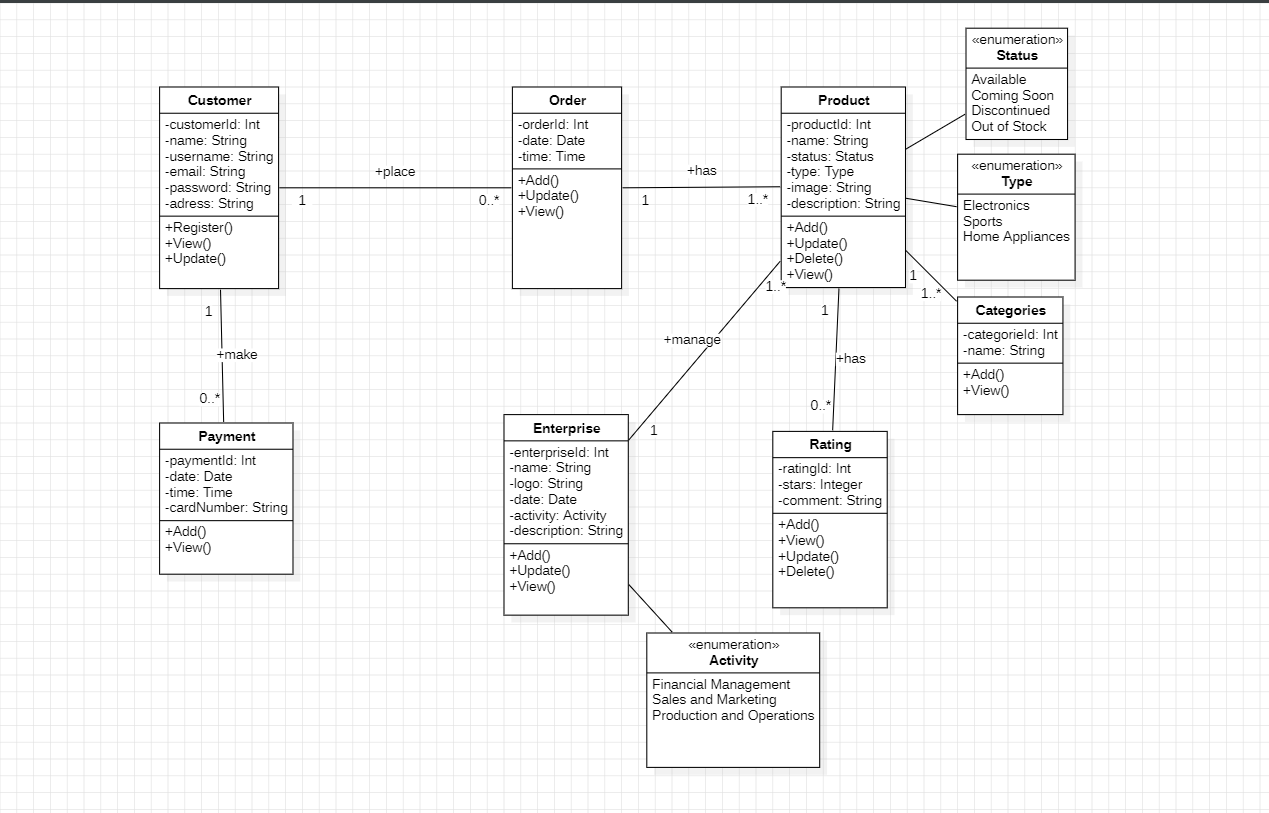 Customer
-customerId: Int
-name: String
-username: String
-email: String
-password: String
-adress: String
+Register()
+View()
+Update()
+place
1
0..*
Order
-orderId: Int
-date: Date
-time: Time
+Add()
+Update()
+View()
+has
1
1..*
Product
-productId: Int
-name: String
-status: Status
-type: Type
-image: String
-description: String
+Add()
+Update()
+Delete()
+View()
«enumeration»
Status
Available
Coming Soon
Discontinued
Out of Stock
«enumeration»
Type
Electronics
Sports
Home Appliances
1
1..*
Categories
-categorieId: Int
-name: String
+Add()
+View()
1
+make
0..*
Payment
-paymentId: Int
-date: Date
-time: Time
-cardNumber: String
+Add()
+View()
1..*
+manage
1
Enterprise
-enterpriseId: Int
-name: String
-logo: String
-date: Date
-activity: Activity
-description: String
+Add()
+Update()
+View()
1
+has
0..*
Rating
-ratingId: Int
-stars: Integer
-comment: String
+Add()
+View()
+Update()
+Delete()
«enumeration»
Activity
Financial Management
Sales and Marketing
Production and Operations